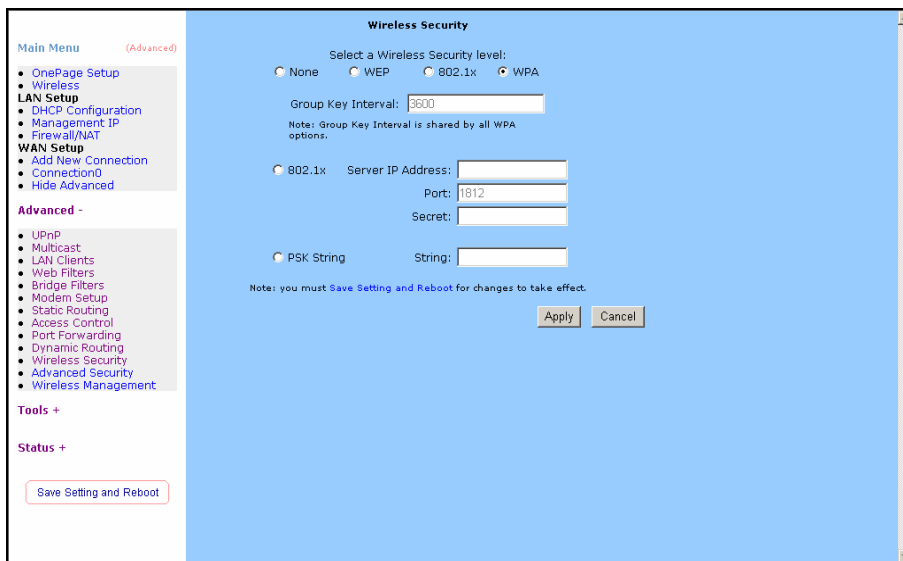 Wireless Security
Main Menu (Advanced)
OnePage Setup
Wireless
LAN Setup
DHCP Configuration
Management IP
Firewall/NAT
WAN Setup
Add New Connection
Connection0
Hide Advanced
Advanced -
UPnP
Multicast
LAN Clients
Web Filters
Bridge Filters
Modem Setup
Static Routing
Access Control
Port Forwarding
Dynamic Routing
Wireless Security
Advanced Security
Wireless Management
Tools +
Status +
Save Setting and Reboot
Select a Wireless Security level:
None WEP 802.1x WPA
Group Key Interval: 3600
Note: Group Key Interval is shared by all WPA
options.
802.1x Server IP Address:
Port: 1812
Secret:
PSK String String:
Note: you must Save Setting and Reboot for changes to take effect.
Apply Cancel